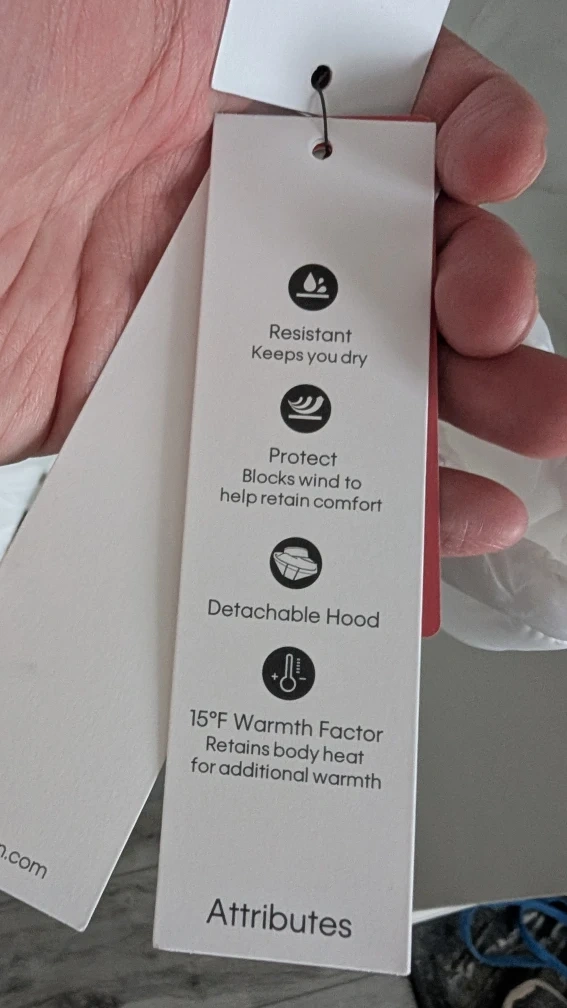 Resistant
Keeps you dry
Protect
Blocks wind to
help retain comfort
Detachable Hood
15°F Warmth Factor
Retains body heat
for additional warmth
Attributes
.com